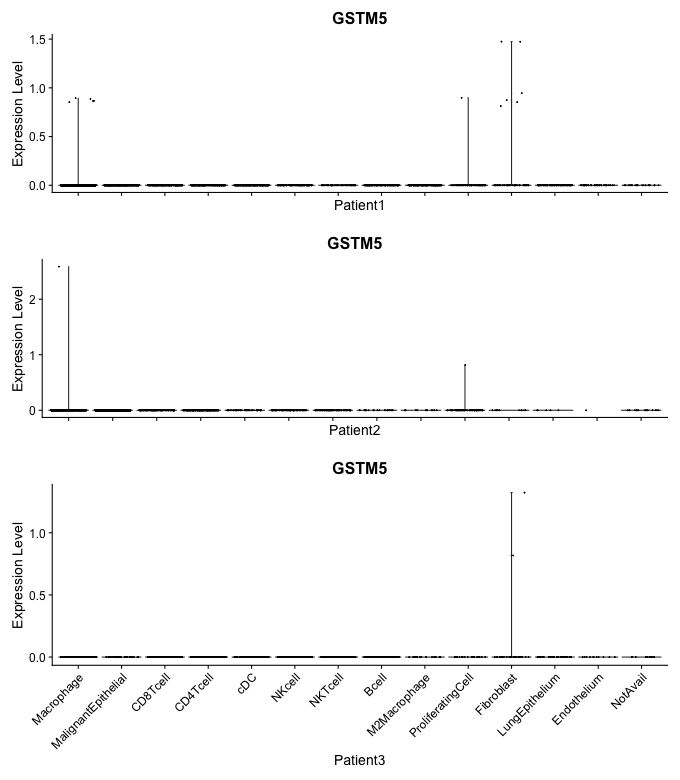 GSTM5
1.5
1.0
0.5
0.0
Expression Level
Patient1
GSTM5
2
1
0
Expression Level
Patient2
GSTM5
1.0
0.5
0.0
Expression Level
Macrophage
MalignantEpithelial
CD8Tcell
CD4Tcell
cDC
NKcell
NKTcell
Bcell
M2Macrophage
ProliferatingCell
Fibroblast
LungEpithelium
Endothelium
NotAvail
Patient3